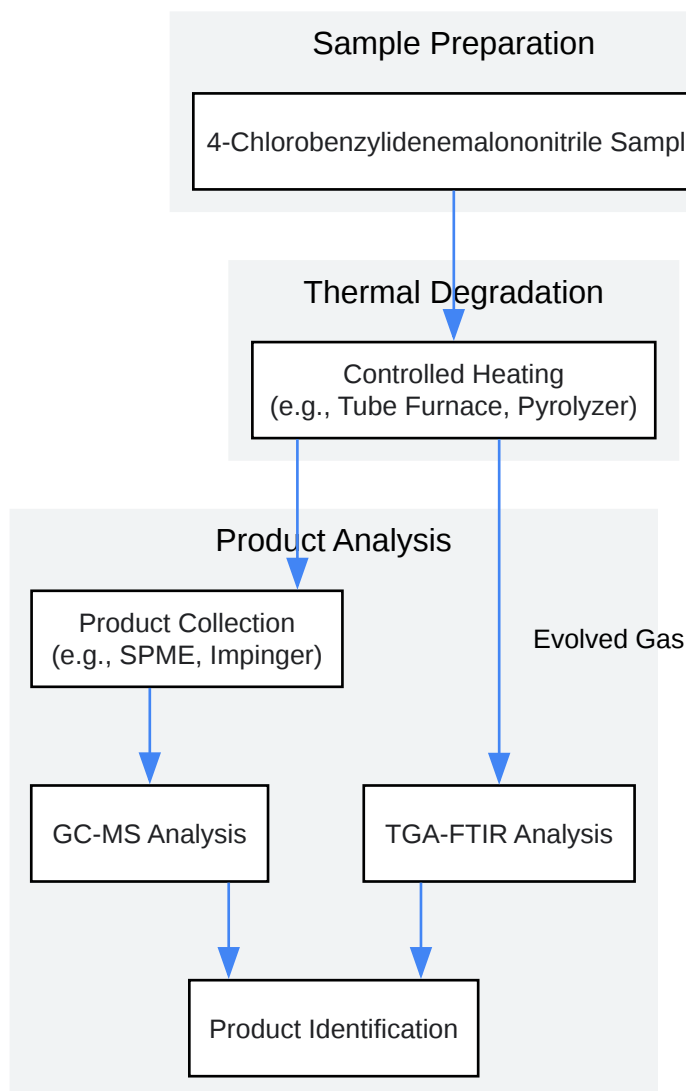 Sample Preparation
4-Chlorobenzylidenemalononitrile Sampl
Thermal Degradation
Controlled Heating
(e.g., Tube Furnace, Pyrolyzer)
Product Analysis
Product Collection
(e.g., SPME, Impinger)
Evolved Gas
GC-MS Analysis
TGA-FTIR Analysis
Product Identification